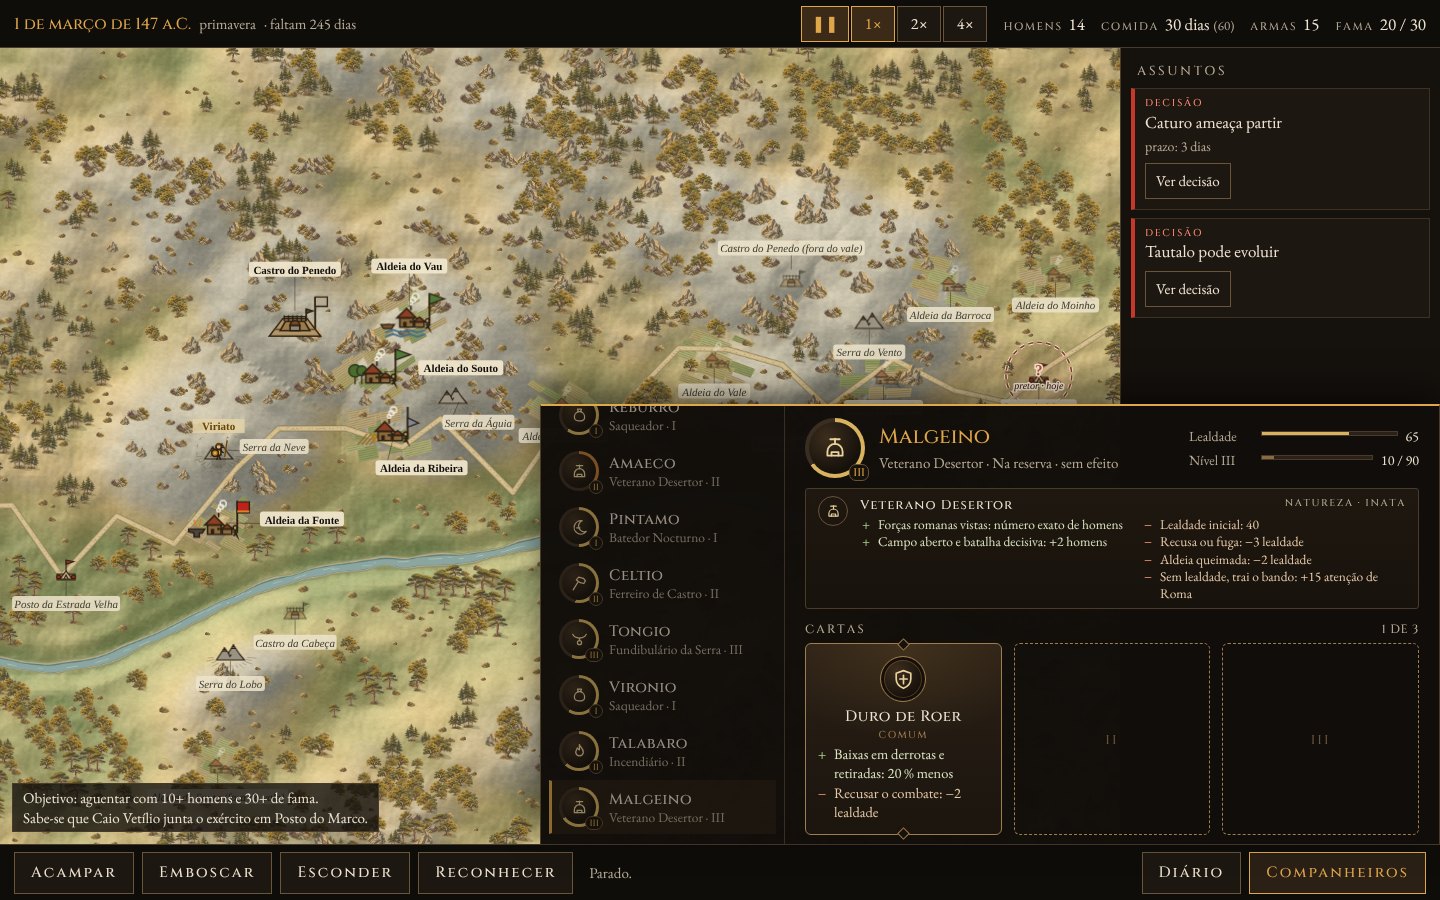 1 DE MARÇO DE 147 A.C. primavera · faltam 245 dias
❚❚ 1× 2× 4×
HOMENS 14 COMIDA 30 dias (60) ARMAS 15 FAMA 20 / 30
ASSUNTOS
DECISÃO
Caturo ameaça partir
prazo: 3 dias
Ver decisão
DECISÃO
Tautalo pode evoluir
Ver decisão
Castro do Penedo (fora do vale)
Castro do Penedo
Aldeia do Vau
Aldeia do Moinho
Aldeia da Barroca
Serra do Vento
Aldeia do Souto
pretor · hoje
Aldeia do Vale
Serra da Águia
Viriato
Serra da Neve
Aldeia da Ribeira
Aldeia da Fonte
Posto da Estrada Velha
Castro da Cabeça
Serra do Lobo
Objetivo: aguentar com 10+ homens e 30+ de fama.
Sabe-se que Caio Vetílio junta o exército em Posto do Marco.
REBURRO
Saqueador · I
I
AMAECO
Veterano Desertor · II
II
PINTAMO
Batedor Nocturno · I
I
CELTIO
Ferreiro de Castro · II
II
TONGIO
Fundibulário da Serra · III
III
VIRONIO
Saqueador · I
I
TALABARO
Incendiário · II
II
MALGEINO
Veterano Desertor · III
III
MALGEINO
Veterano Desertor · Na reserva · sem efeito
III
Lealdade 65
Nível III 10 / 90
VETERANO DESERTOR
NATUREZA · INATA
+ Forças romanas vistas: número exato de homens
+ Campo aberto e batalha decisiva: +2 homens
– Lealdade inicial: 40
– Recusa ou fuga: −3 lealdade
– Aldeia queimada: −2 lealdade
– Sem lealdade, trai o bando: +15 atenção de
Roma
CARTAS
1 DE 3
DURO DE ROER
COMUM
+ Baixas em derrotas e
retiradas: 20 % menos
– Recusar o combate: −2
lealdade
II
III
ACAMPAR
EMBOSCAR
ESCONDER
RECONHECER
Parado.
DIÁRIO
COMPANHEIROS